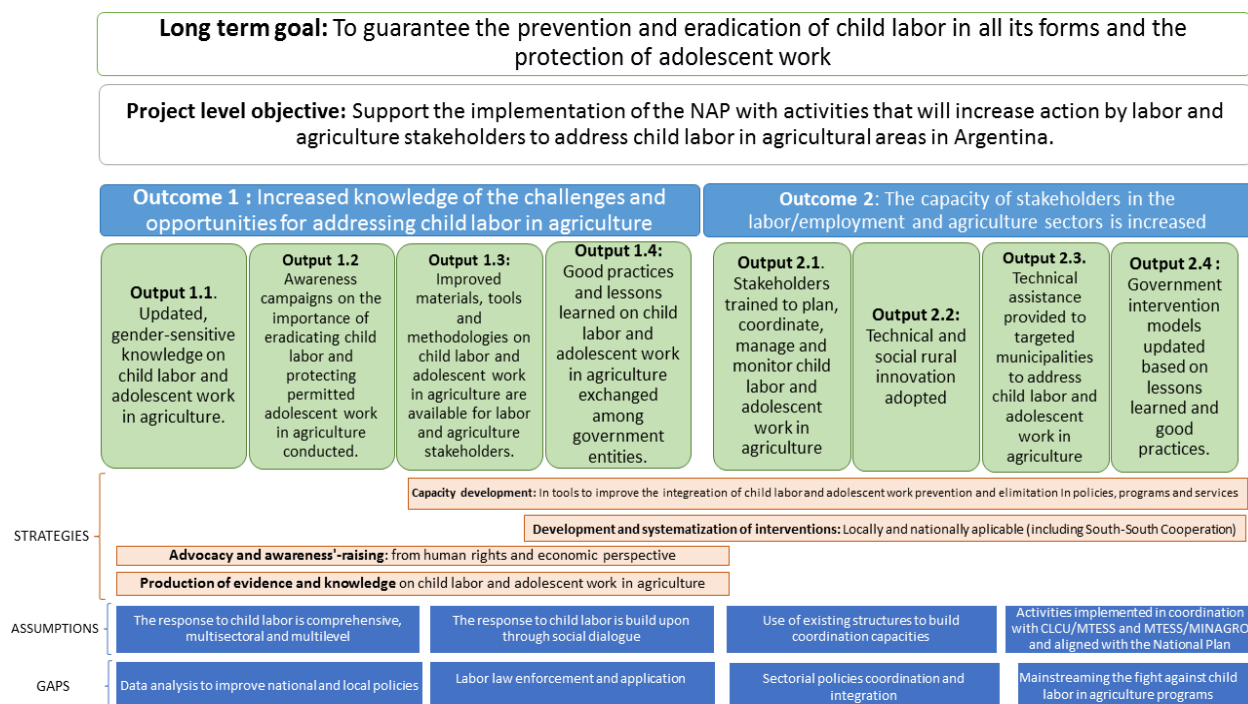 Long term goal: To guarantee the prevention and eradication of child labor in all its forms and the
protection of adolescent work
Project level objective: Support the implementation of the NAP with activities that will increase action by labor and
agriculture stakeholders to address child labor in agricultural areas in Argentina.
Outcome 1 : Increased knowledge of the challenges and
opportunities for addressing child labor in agriculture
Outcome 2: The capacity of stakeholders in the
labor/employment and agriculture sectors is increased
Output 1.1.
Updated,
gender-sensitive
knowledge on
child labor and
adolescent work
in agriculture.
Output 1.2
Awareness
campaigns on the
importance of
eradicating child
labor and
protecting
permitted
adolescent work
in agriculture
conducted.
Output 1.3:
Improved
materials, tools
and
methodologies on
child labor and
adolescent work
in agriculture are
available for labor
and agriculture
stakeholders.
Output 1.4:
Good practices
and lessons
learned on child
labor and
adolescent work
in agriculture
exchanged
among
government
entities.
Output 2.1.
Stakeholders
trained to plan,
coordinate,
manage and
monitor child
labor and
adolescent
work in
agriculture
Output 2.2:
Technical and
social rural
innovation
adopted
Output 2.3.
Technical
assistance
provided to
targeted
municipalities
to address
child labor and
adolescent
work in
agriculture
Output 2.4 :
Government
intervention
models
updated
based on
lessons
learned and
good
practices.
STRATEGIES
Capacity development: In tools to improve the integreation of child labor and adolescent work prevention and elimitation In policies, programs and services
Development and systematization of interventions: Locally and nationally aplicable (including South-South Cooperation)
Advocacy and awareness'-raising: from human rights and economic perspective
Production of evidence and knowledge on child labor and adolescent work in agriculture
ASSUMPTIONS
The response to child labor is comprehensive,
multisectoral and multilevel
The response to child labor is build upon
through social dialogue
Use of existing structures to build
coordination capacities
Activities implemented in coordination
with CLCU/MTESS and MTESS/MINAGRO
and aligned with the National Plan
GAPS
Data analysis to improve national and local policies
Labor law enforcement and application
Sectorial policies coordination and
integration
Mainstreaming the fight against child
labor in agriculture programs